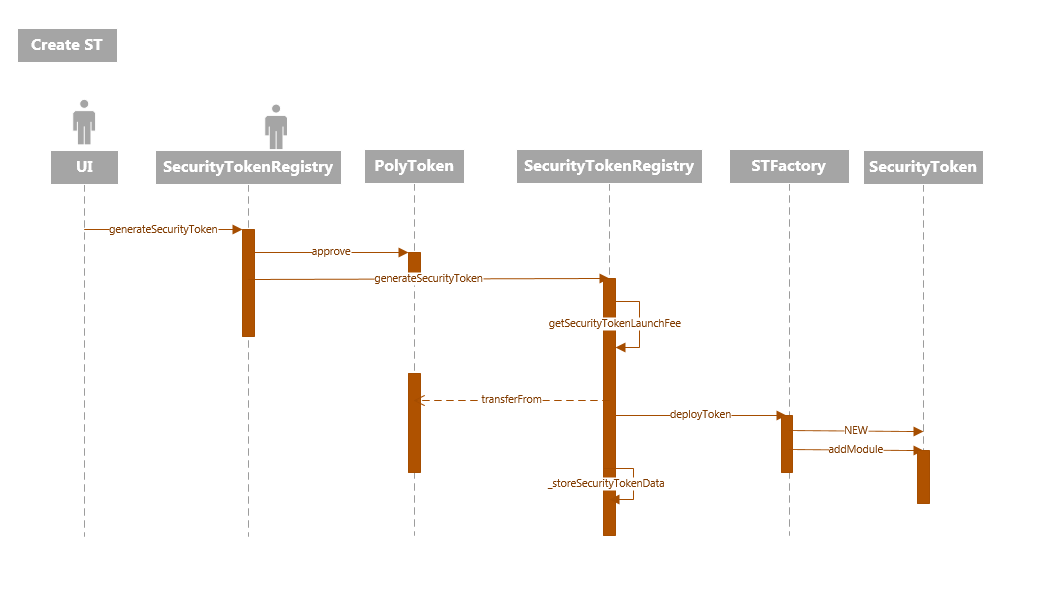 Create ST
UI
SecurityTokenRegistry
PolyToken
SecurityTokenRegistry
STFactory
SecurityToken
generateSecurityToken
approve
generateSecurityToken
getSecurityTokenLaunchFee
transferFrom
deployToken
NEW
addModule
_storeSecurityTokenData